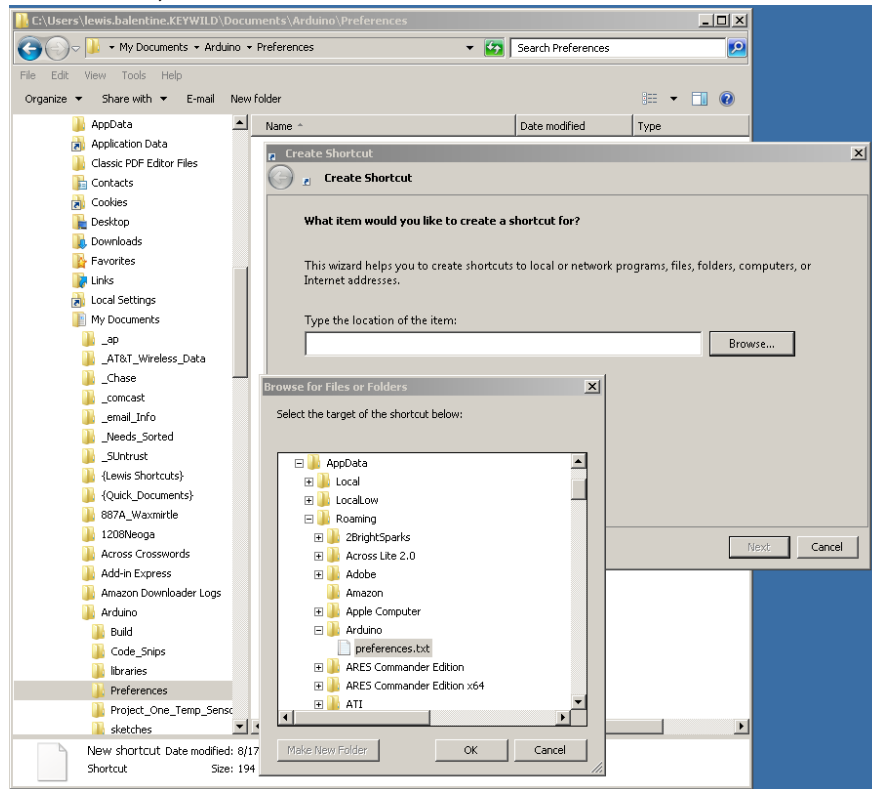 C:\Users\lewis.balentine.KEYWILD\Documents\Arduino\Preferences
My Documents Arduino Preferences
Search Preferences
File Edit View Tools Help
Organize Share with E-mail New folder
Name Date modified Type
AppData
Application Data
Classic PDF Editor Files
Contacts
Cookies
Desktop
Downloads
Favorites
Links
Local Settings
My Documents
_ap
_AT&T_Wireless_Data
_Chase
_comcast
_email_Info
_Needs_Sorted
_SUntrust
{Lewis Shortcuts}
{Quick_Documents}
887A_Waxmirtle
1208Neoga
Across Crosswords
Add-in Express
Amazon Downloader Logs
Arduino
Build
Code_Snips
libraries
Preferences
Project_One_Temp_Senso
sketches
New shortcut Date modified: 8/17
Shortcut Size: 194
Create Shortcut
Create Shortcut
What item would you like to create a shortcut for?
This wizard helps you to create shortcuts to local or network programs, files, folders, computers, or
Internet addresses.
Type the location of the item:
Browse...
Next Cancel
Browse for Files or Folders
Select the target of the shortcut below:
AppData
Local
LocalLow
Roaming
2BrightSparks
Across Lite 2.0
Adobe
Amazon
Apple Computer
Arduino
preferences.txt
ARES Commander Edition
ARES Commander Edition x64
ATI
Make New Folder OK Cancel